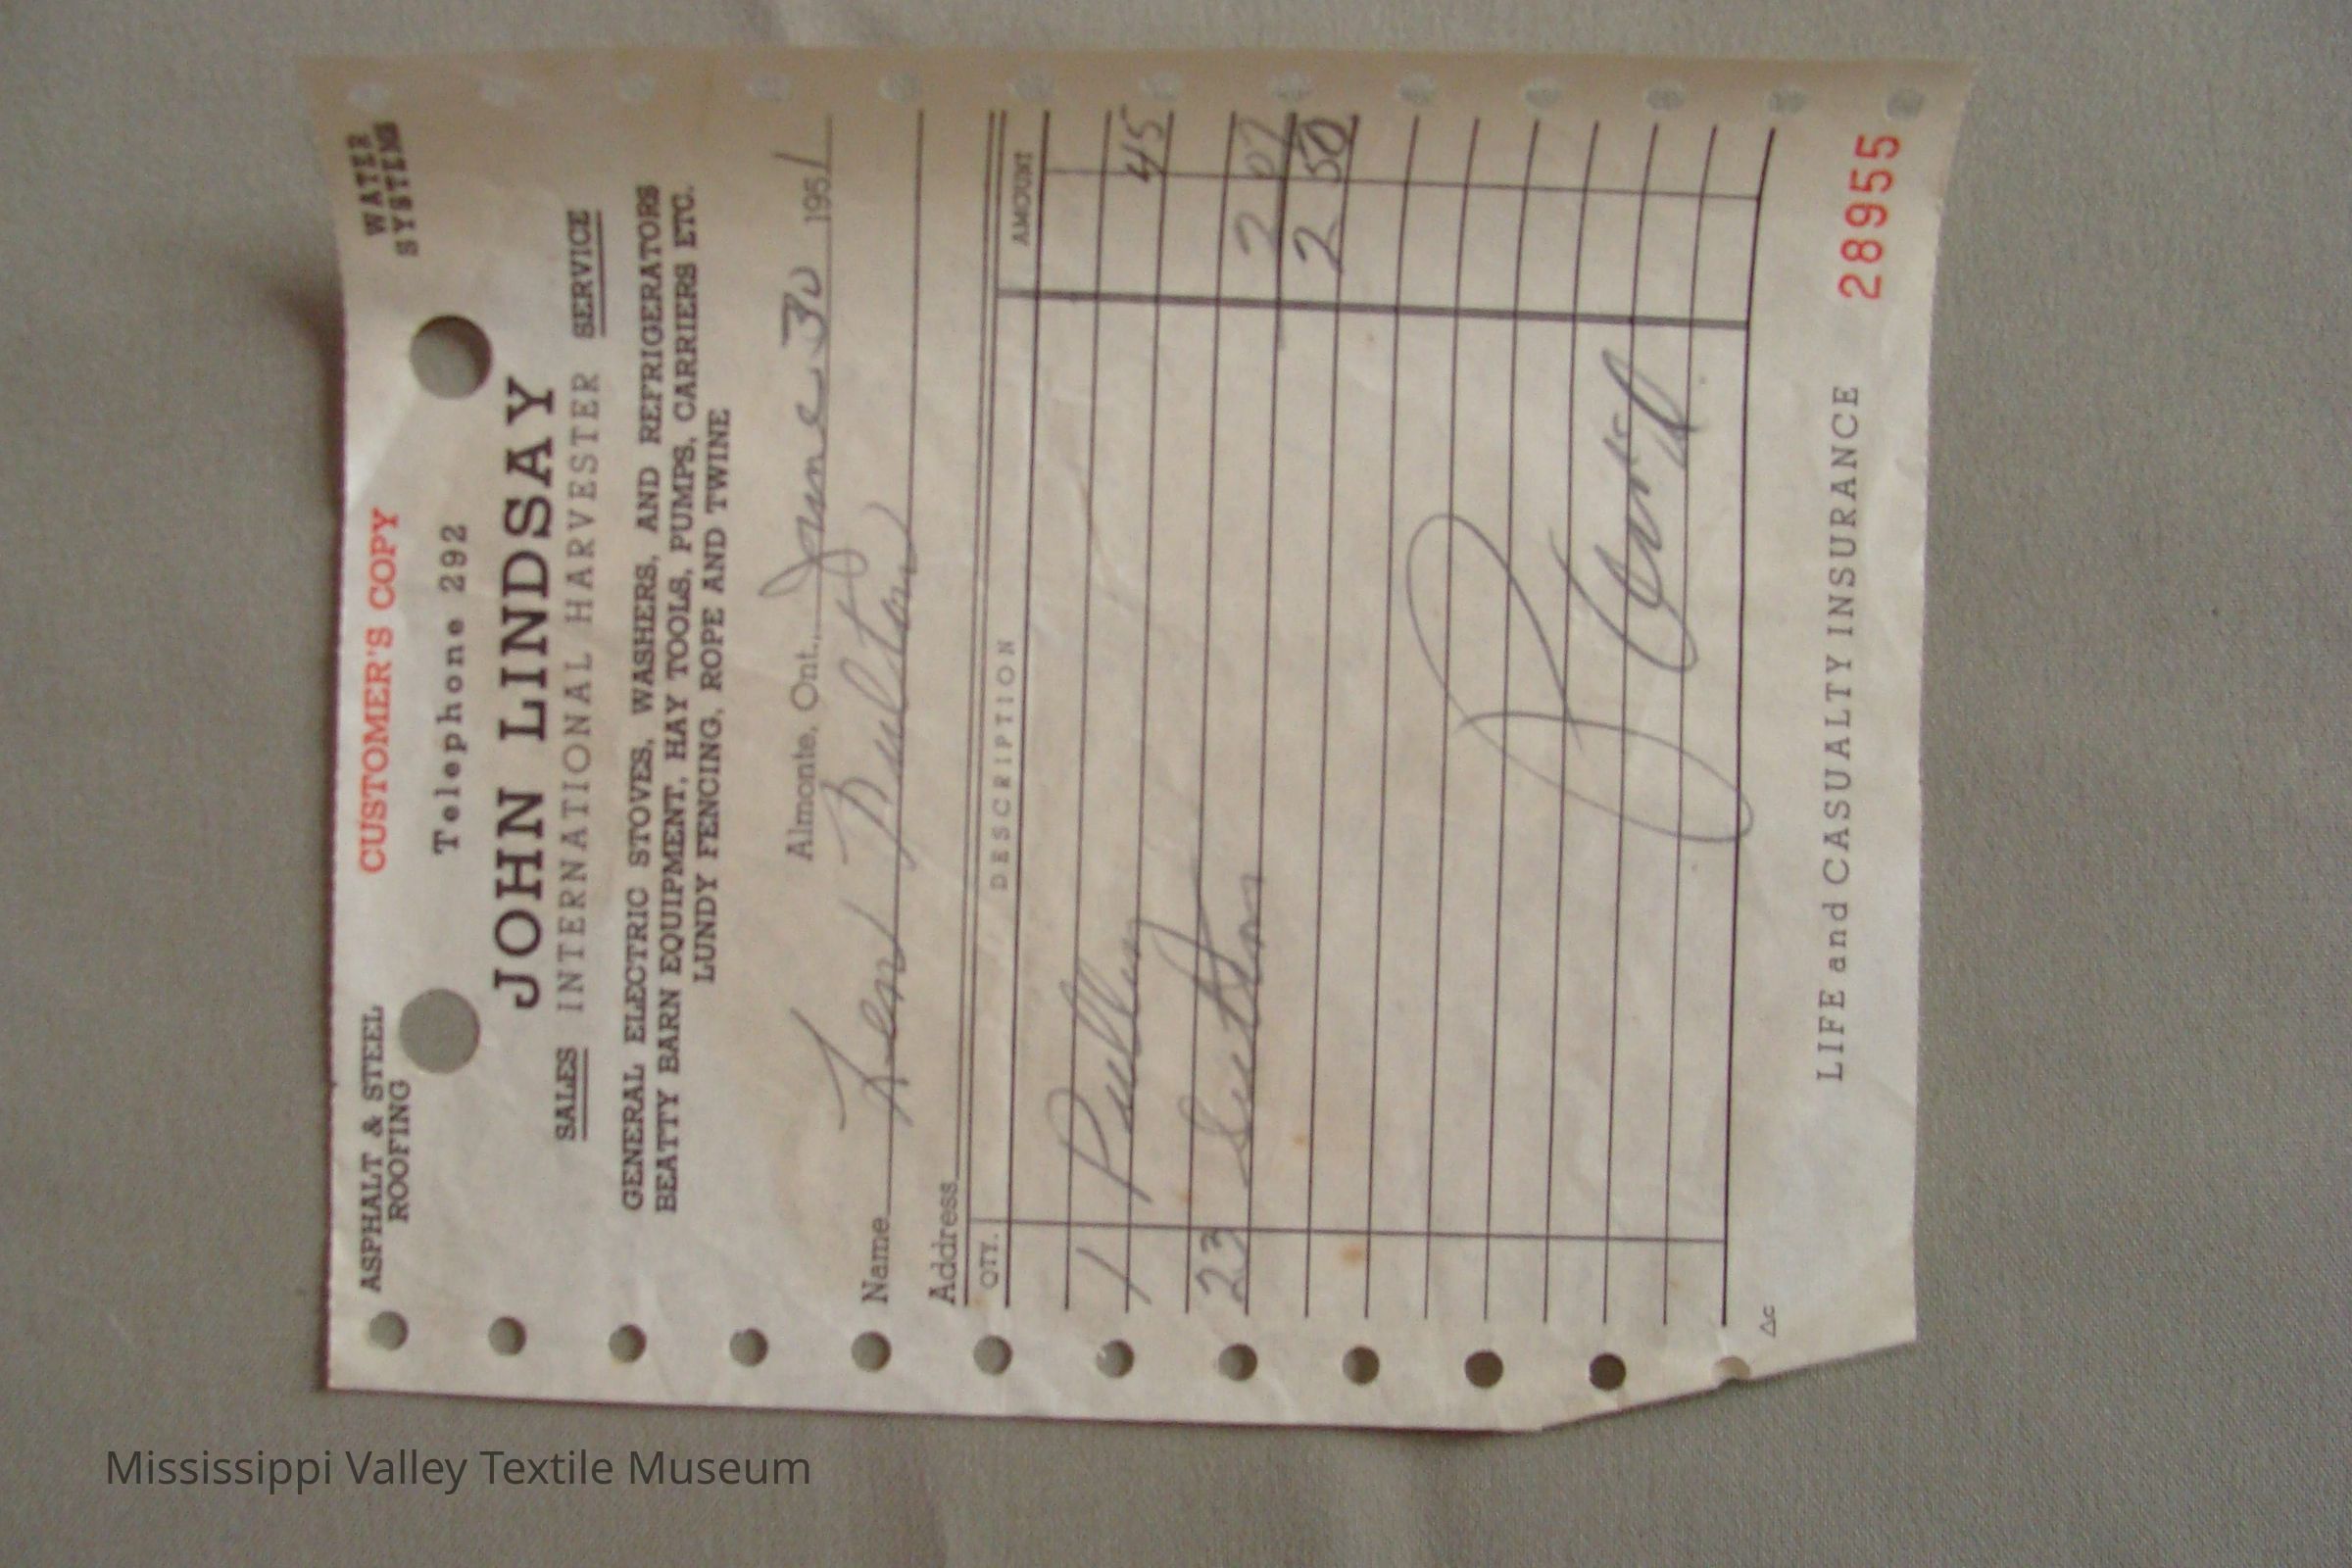 WATER
SYSTEMS
CUSTOMER'S COPY
ASPHALT & STEEL
ROOFING
Telephone 292
JOHN LINDSAY
SALES INTERNATIONAL HARVESTER SERVICE
GENERAL ELECTRIC STOVES, WASHERS, AND REFRIGERATORS
BEATTY BARN EQUIPMENT, HAY TOOLS, PUMPS, CARRIERS ETC.
LUNDY FENCING, ROPE AND TWINE
Almonte, Ont., June 30 1951
Name
Address
QTY. DESCRIPTION AMOUNT
1 Pulley 45
23 2 07
2 50
LIFE and CASUALTY INSURANCE 28955
Mississippi Valley Textile Museum